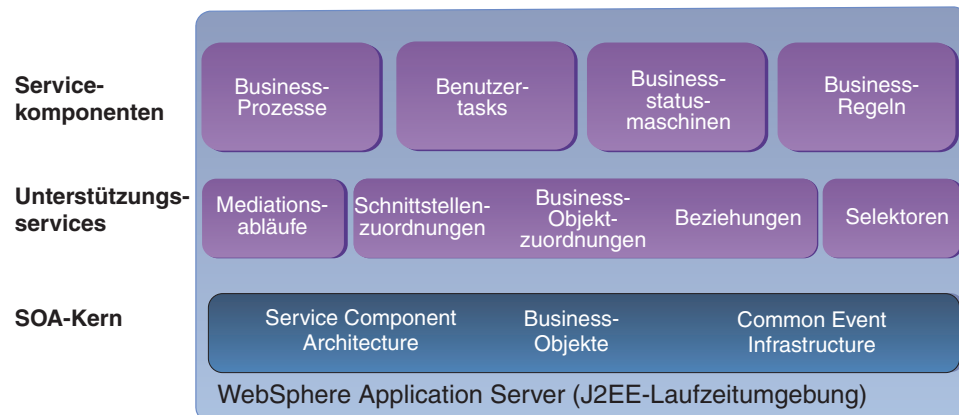 Service-
komponenten
Business-
Prozesse
Benutzer-
tasks
Business-
status-
maschinen
Business-
Regeln
Unterstützungs-
services
Mediations-
abläufe
Schnittstellen-
zuordnungen
Business-
Objekt-
zuordnungen
Beziehungen
Selektoren
SOA-Kern
Service Component
Architecture
Business-
Objekte
Common Event
Infrastructure
WebSphere Application Server (J2EE-Laufzeitumgebung)